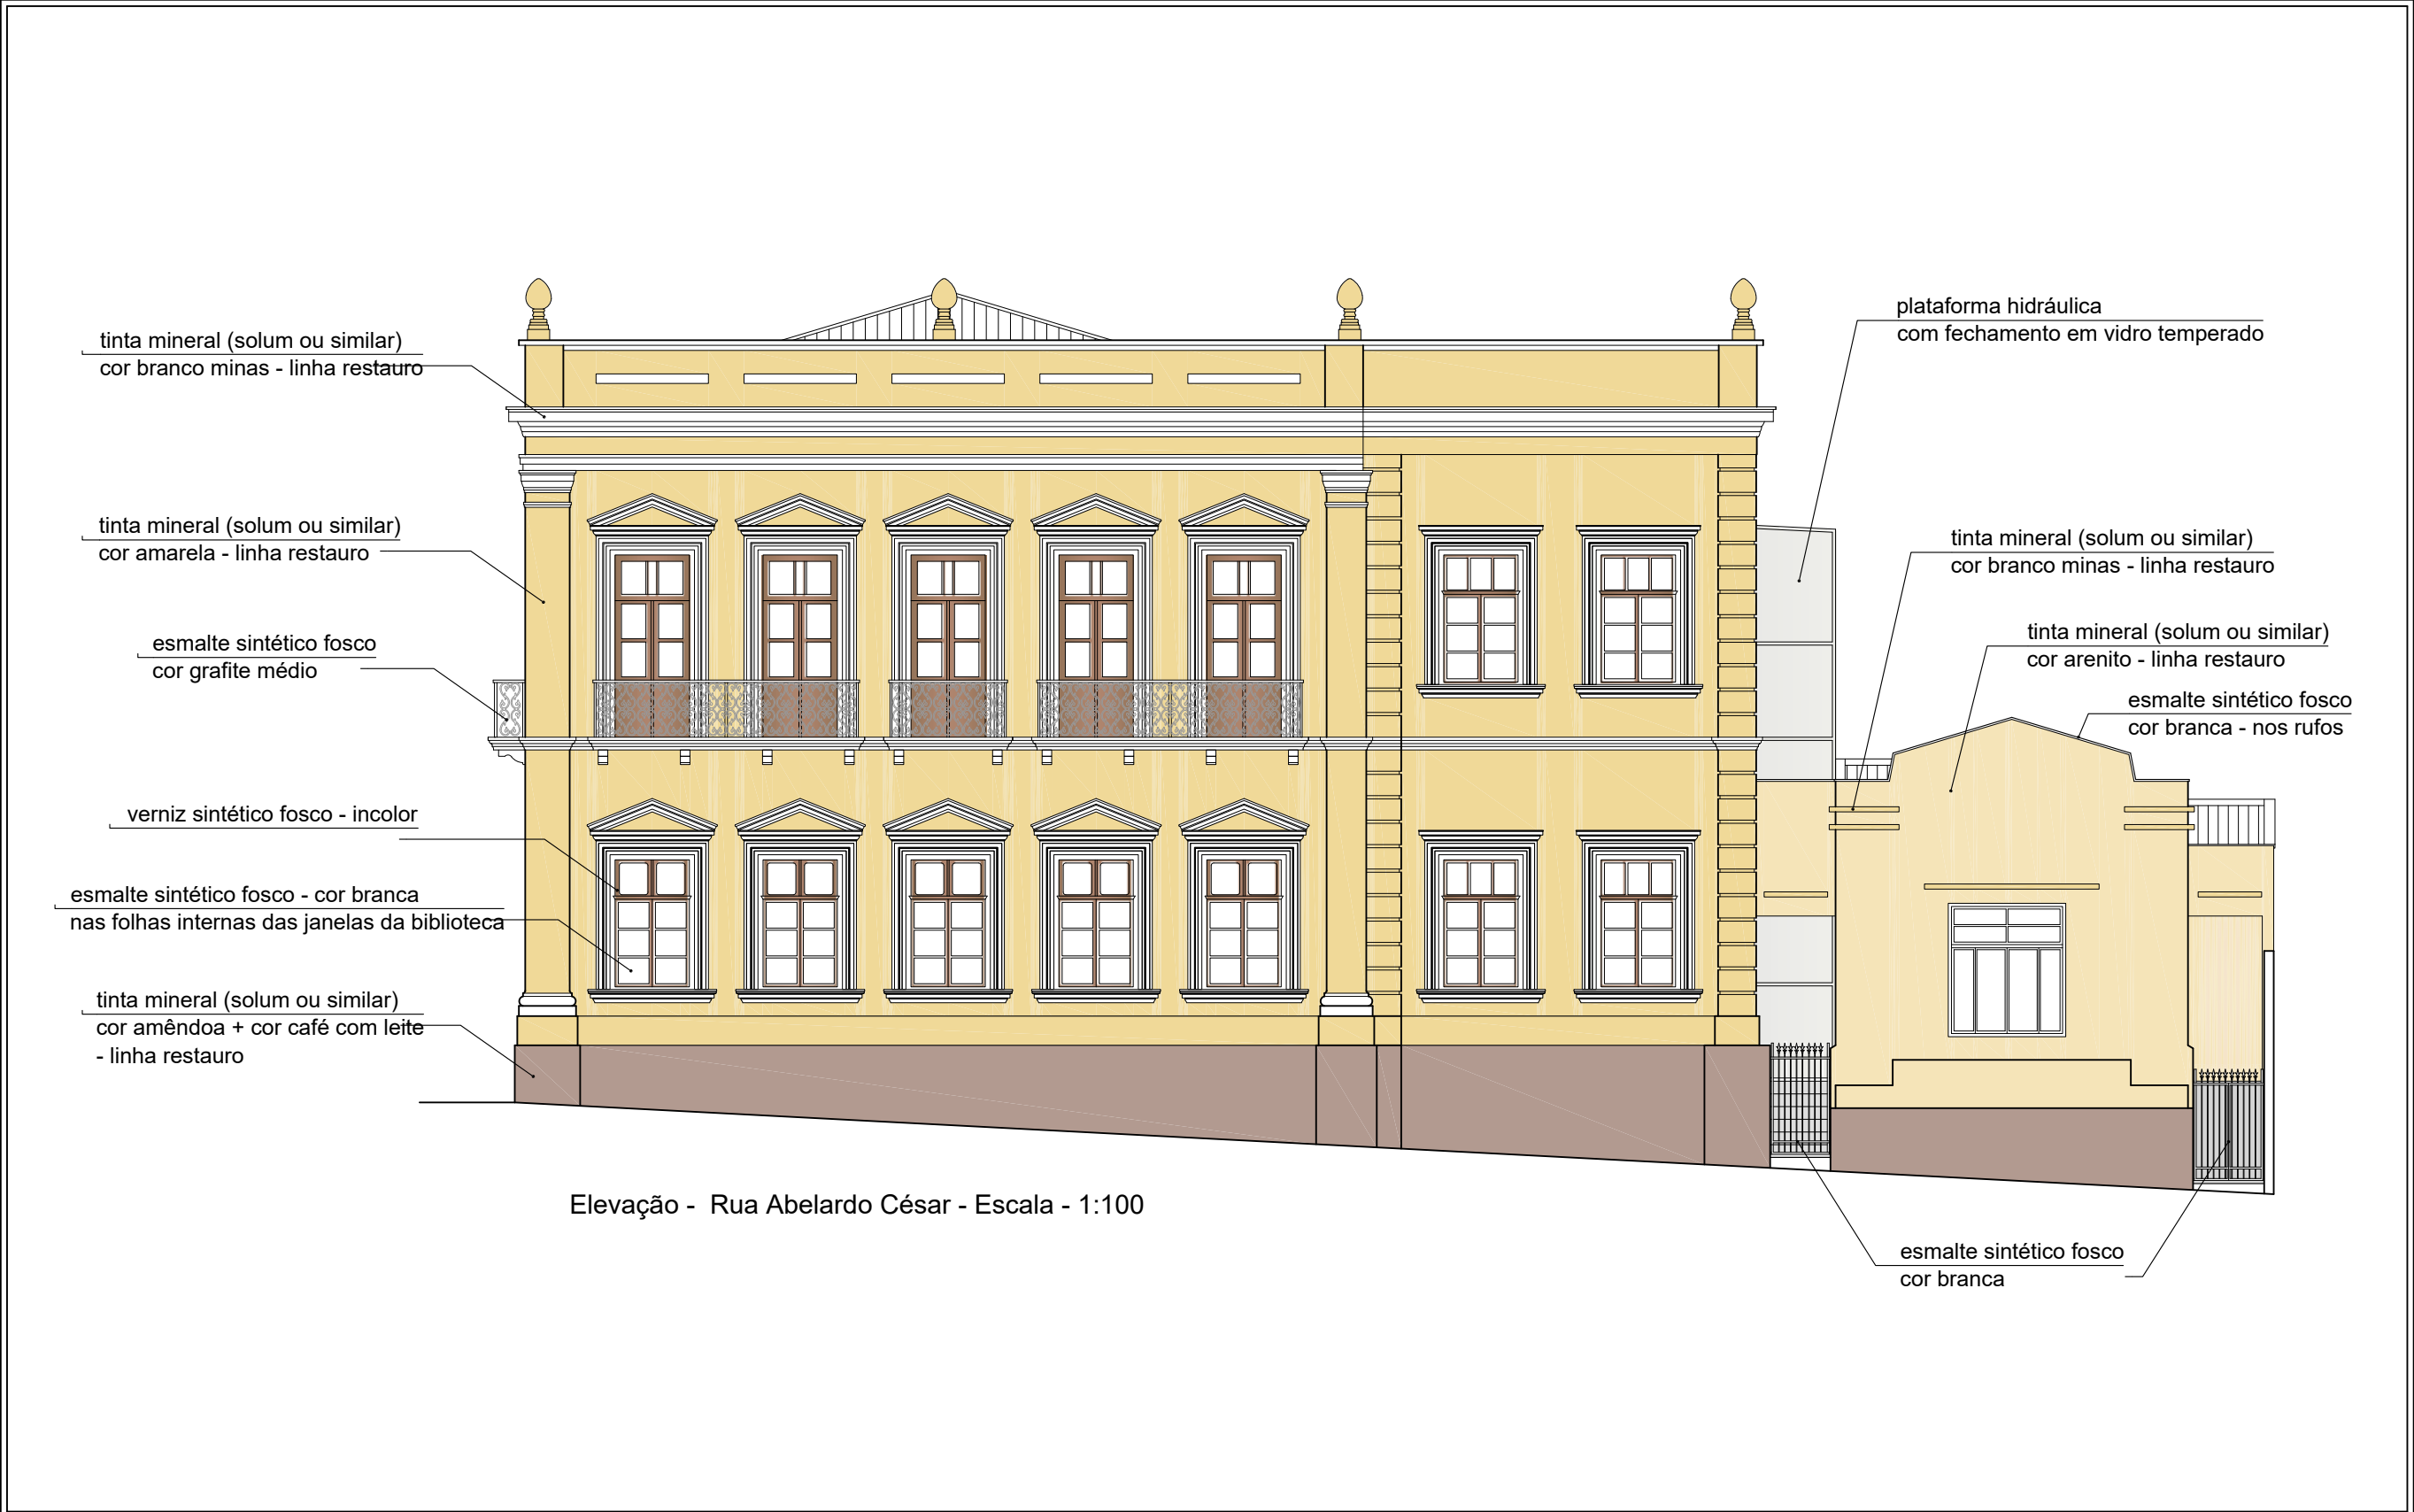 tinta mineral (solum ou similar)
cor branco minas - linha restauro
tinta mineral (solum ou similar)
cor amarela - linha restauro
esmalte sintético fosco
cor grafite médio
verniz sintético fosco - incolor
esmalte sintético fosco - cor branca
nas folhas internas das janelas da biblioteca
tinta mineral (solum ou similar)
cor amêndoa + cor café com leite
- linha restauro
plataforma hidráulica
com fechamento em vidro temperado
tinta mineral (solum ou similar)
cor branco minas - linha restauro
tinta mineral (solum ou similar)
cor arenito - linha restauro
esmalte sintético fosco
cor branca - nos rufos
Elevação - Rua Abelardo César - Escala - 1:100
esmalte sintético fosco
cor branca